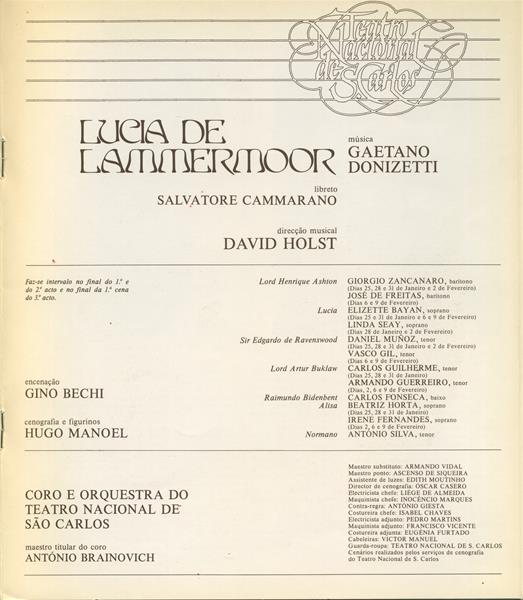 Teatro
Nacional
de
S. Carlos
LUCIA DE
LAMMERMOOR
música
GAETANO
DONIZETTI
libreto
SALVATORE CAMMARANO
direcção musical
DAVID HOLST
Faz-se intervalo no final do 1.º e
do 2.º acto e no final da 1.ª cena
do 3.º acto.
Lord Henrique Ashton GIORGIO ZANCANARO, barítono
(Dias 25, 28 e 31 de Janeiro e 2 de Fevereiro)
JOSÉ DE FREITAS, barítono
(Dias 6 e 9 de Fevereiro)
Lucia ELIZETTE BAYAN, soprano
(Dias 25 e 31 de Janeiro e 6 e 9 de Fevereiro)
LINDA SEAY, soprano
(Dias 28 de Janeiro e 2 de Fevereiro)
Sir Edgardo de Ravenswood DANIEL MUÑOZ, tenor
(Dias 25, 28 e 31 de Janeiro e 2 de Fevereiro)
VASCO GIL, tenor
(Dias 6 e 9 de Fevereiro)
Lord Artur Buklaw CARLOS GUILHERME, tenor
(Dias 25, 28 e 31 de Janeiro)
ARMANDO GUERREIRO, tenor
(Dias, 2, 6 e 9 de Fevereiro)
Raimundo Bidenbent CARLOS FONSECA, baixo
Alisa BEATRIZ HORTA, soprano
(Dias 25, 28 e 31 de Janeiro)
IRENE FERNANDES, soprano
(Dias 2, 6 e 9 de Fevereiro)
Normano ANTÓNIO SILVA, tenor
encenação
GINO BECHI
cenografia e figurinos
HUGO MANOEL
CORO E ORQUESTRA DO
TEATRO NACIONAL DE
SÃO CARLOS
maestro titular do coro
ANTÓNIO BRAINOVICH
Maestro substituto: ARMANDO VIDAL
Maestro ponto: ASCENSO DE SIQUEIRA
Assistente de luzes: EDITH MOUTINHO
Director de cenografia: OSCAR CASERO
Electricista chefe: LIÉGE DE ALMEIDA
Maquinista chefe: INOCÊNCIO MARQUES
Contra-regra: ANTÓNIO GIESTA
Costureira chefe: ISABEL CHAVES
Electricista adjunto: PEDRO MARTINS
Maquinista adjunto: FRANCISCO VICENTE
Costureira adjunta: EUGÉNIA FURTADO
Cabeleiras: VICTOR MANUEL
Guarda-roupa: TEATRO NACIONAL DE S. CARLOS
Cenários realizados pelos serviços de cenografia
do Teatro Nacional de S. Carlos